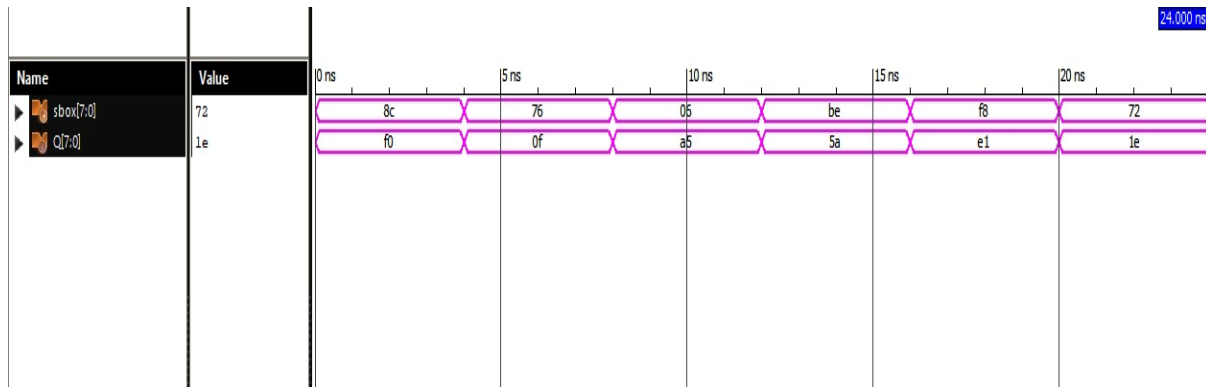 24.000 ns
Name Value 0 ns 5 ns 10 ns 15 ns 20 ns
sbox[7:0] 72 8c 76 06 be f8 72
Q[7:0] 1e f0 0f a5 5a e1 1e